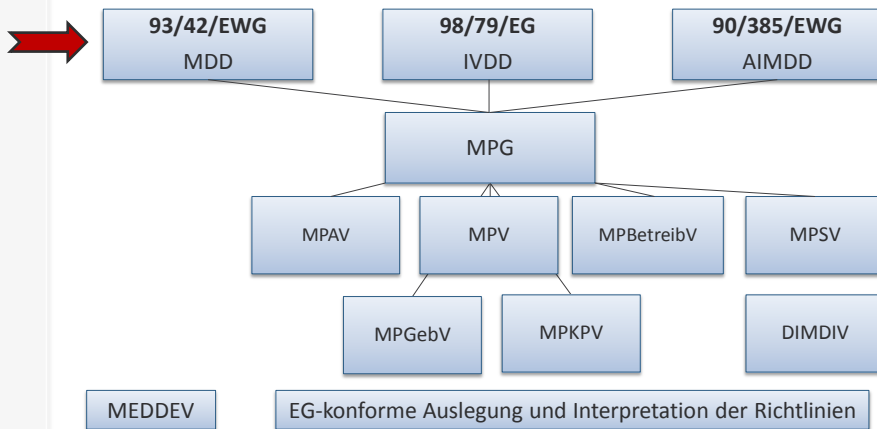 93/42/EWG
MDD
98/79/EG
IVDD
90/385/EWG
AIMDD
MPG
MPAV
MPV
MPBetreibV
MPSV
MPGebV
MPKPV
DIMDIV
MEDDEV
EG-konforme Auslegung und Interpretation der Richtlinien